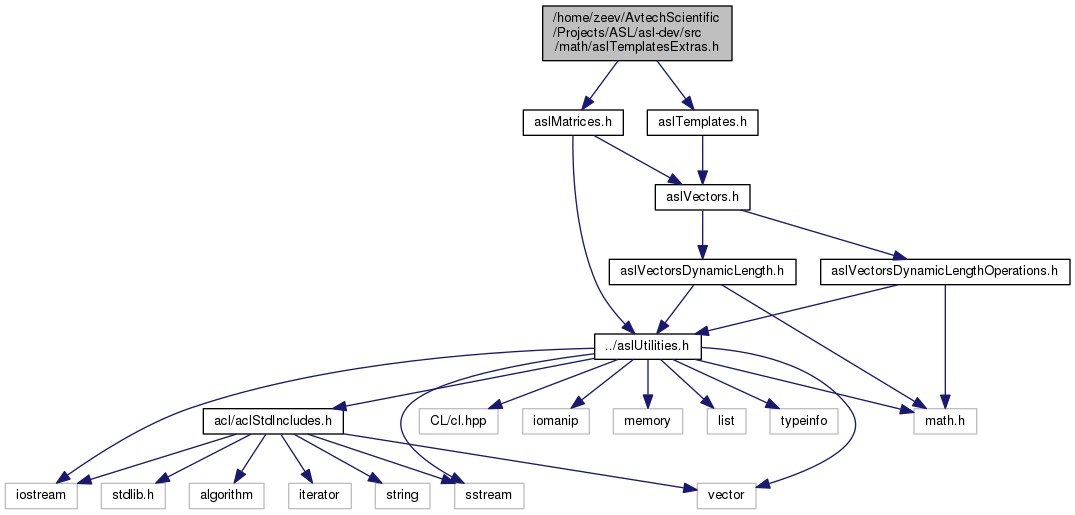 /home/zeev/AvtechScientific
/Projects/ASL/asl-dev/src
/math/aslTemplatesExtras.h
aslMatrices.h
aslTemplates.h
aslVectors.h
aslVectorsDynamicLength.h
aslVectorsDynamicLengthOperations.h
../aslUtilities.h
acl/aclStdIncludes.h
CL/cl.hpp
iomanip
memory
list
typeinfo
math.h
iostream
stdlib.h
algorithm
iterator
string
sstream
vector